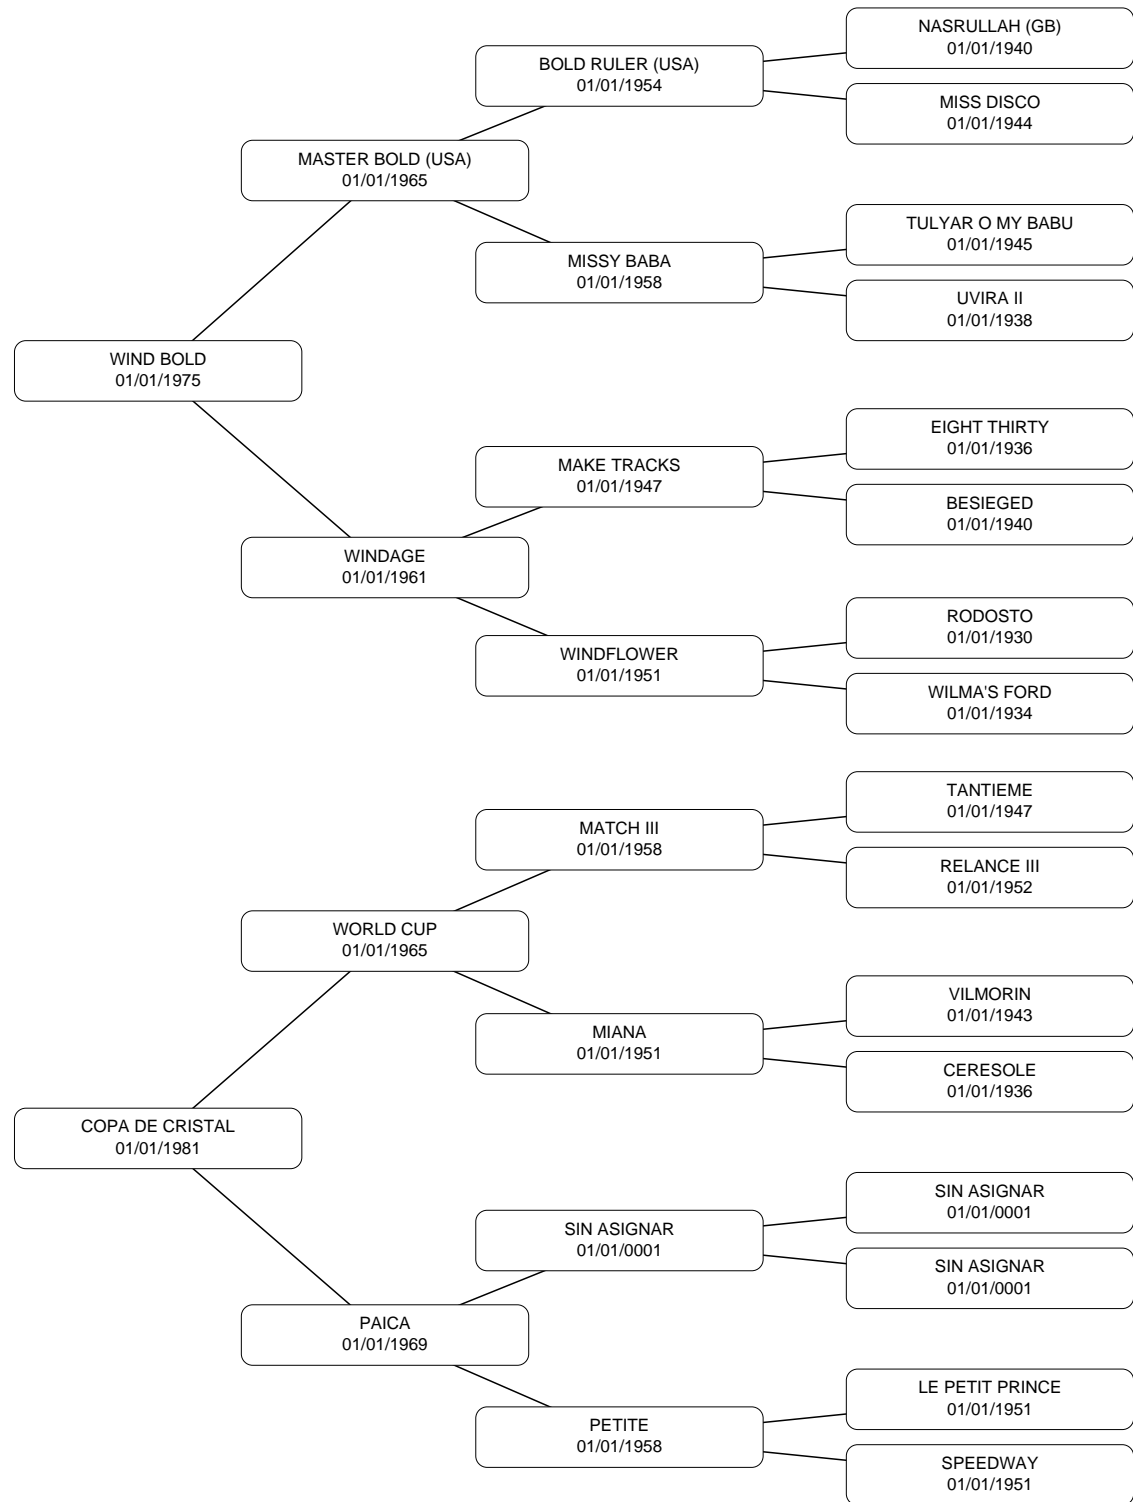 NASRULLAH (GB)
01/01/1940
BOLD RULER (USA)
01/01/1954
MISS DISCO
01/01/1944
MASTER BOLD (USA)
01/01/1965
TULYAR O MY BABU
01/01/1945
MISSY BABA
01/01/1958
UVIRA II
01/01/1938
WIND BOLD
01/01/1975
EIGHT THIRTY
01/01/1936
MAKE TRACKS
01/01/1947
BESIEGED
01/01/1940
WINDAGE
01/01/1961
RODOSTO
01/01/1930
WINDFLOWER
01/01/1951
WILMA'S FORD
01/01/1934
TANTIEME
01/01/1947
MATCH III
01/01/1958
RELANCE III
01/01/1952
WORLD CUP
01/01/1965
VILMORIN
01/01/1943
MIANA
01/01/1951
CERESOLE
01/01/1936
COPA DE CRISTAL
01/01/1981
SIN ASIGNAR
01/01/0001
SIN ASIGNAR
01/01/0001
SIN ASIGNAR
01/01/0001
PAICA
01/01/1969
LE PETIT PRINCE
01/01/1951
PETITE
01/01/1958
SPEEDWAY
01/01/1951